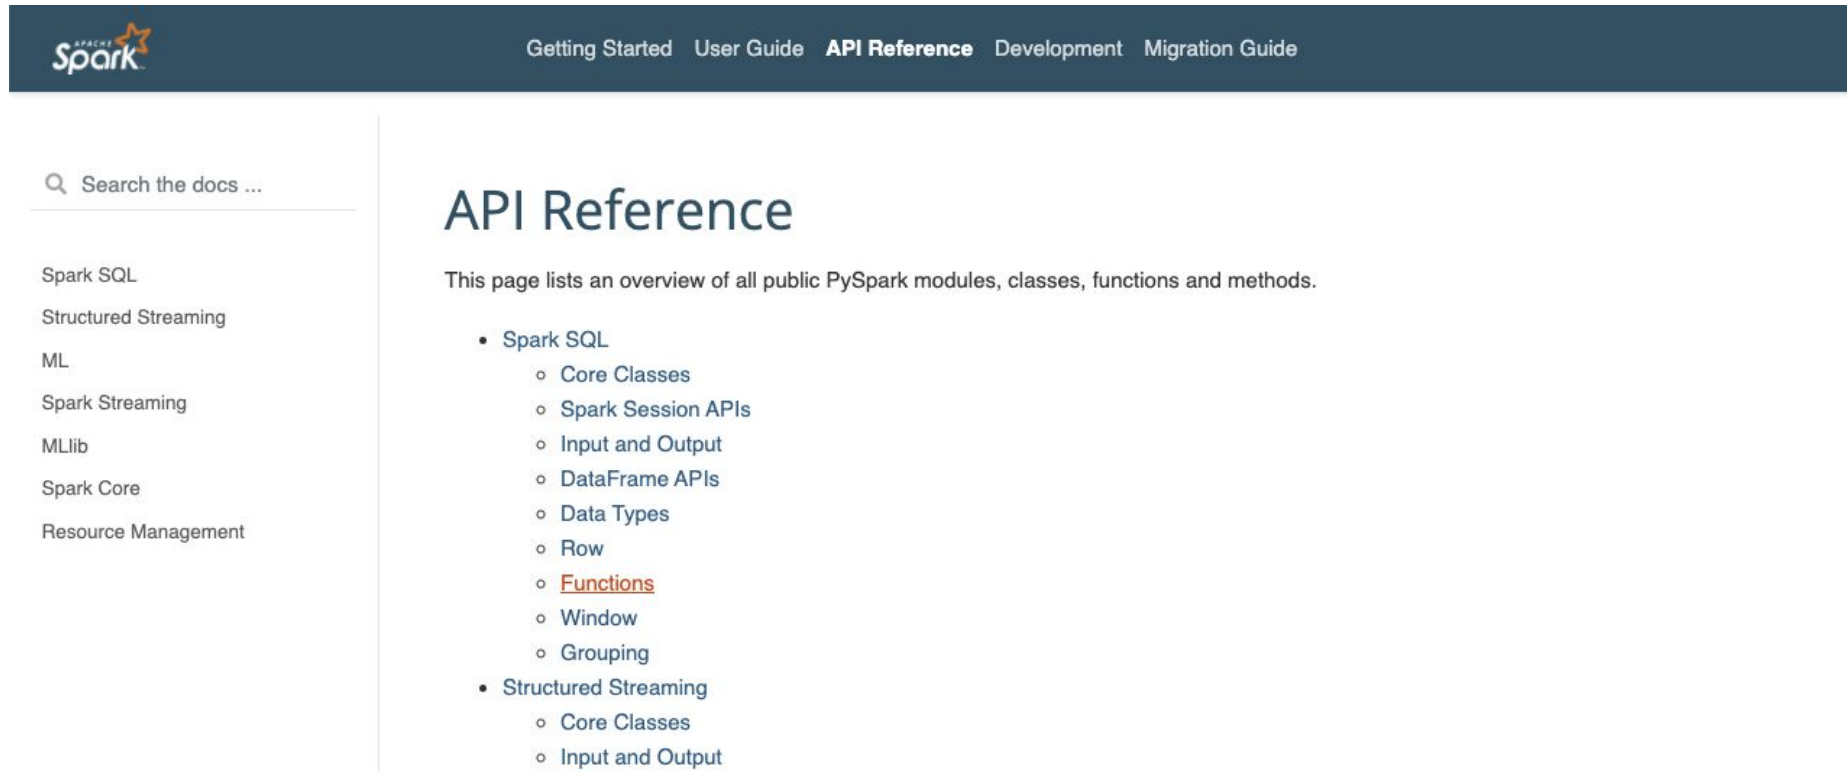 APACHE
Spark
Getting Started User Guide API Reference Development Migration Guide
Search the docs ...
Spark SQL
Structured Streaming
ML
Spark Streaming
MLlib
Spark Core
Resource Management
API Reference
This page lists an overview of all public PySpark modules, classes, functions and methods.
• Spark SQL
◦ Core Classes
◦ Spark Session APIs
◦ Input and Output
◦ DataFrame APIs
◦ Data Types
◦ Row
◦ Functions
◦ Window
◦ Grouping
• Structured Streaming
◦ Core Classes
◦ Input and Output